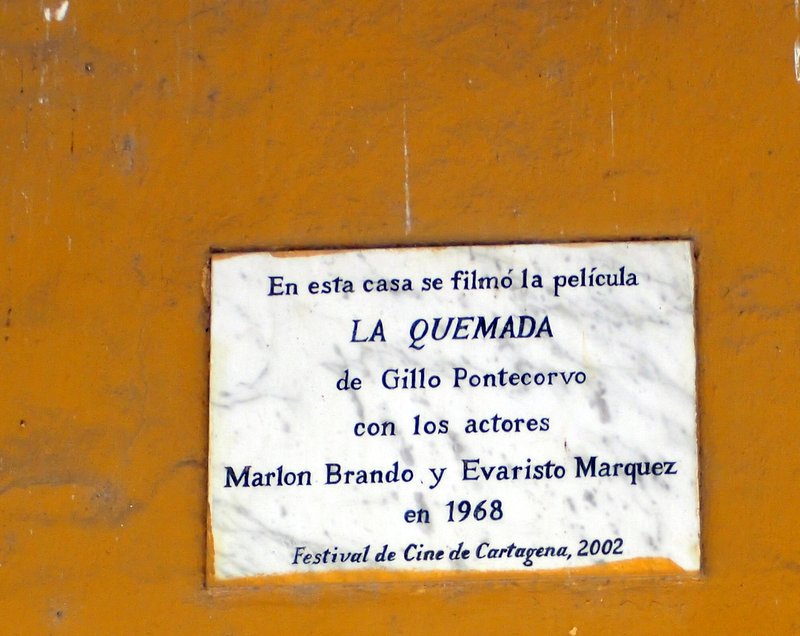 En esta casa se filmó la película
LA QUEMADA
de Gillo Pontecorvo
con los actores
Marlon Brando y Evaristo Marquez
en 1968
Festival de Cine de Cartagena, 2002